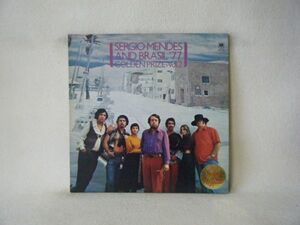 SERGIO MENDES
AND BRASIL '77
GOLDEN PRIZE VOL.2